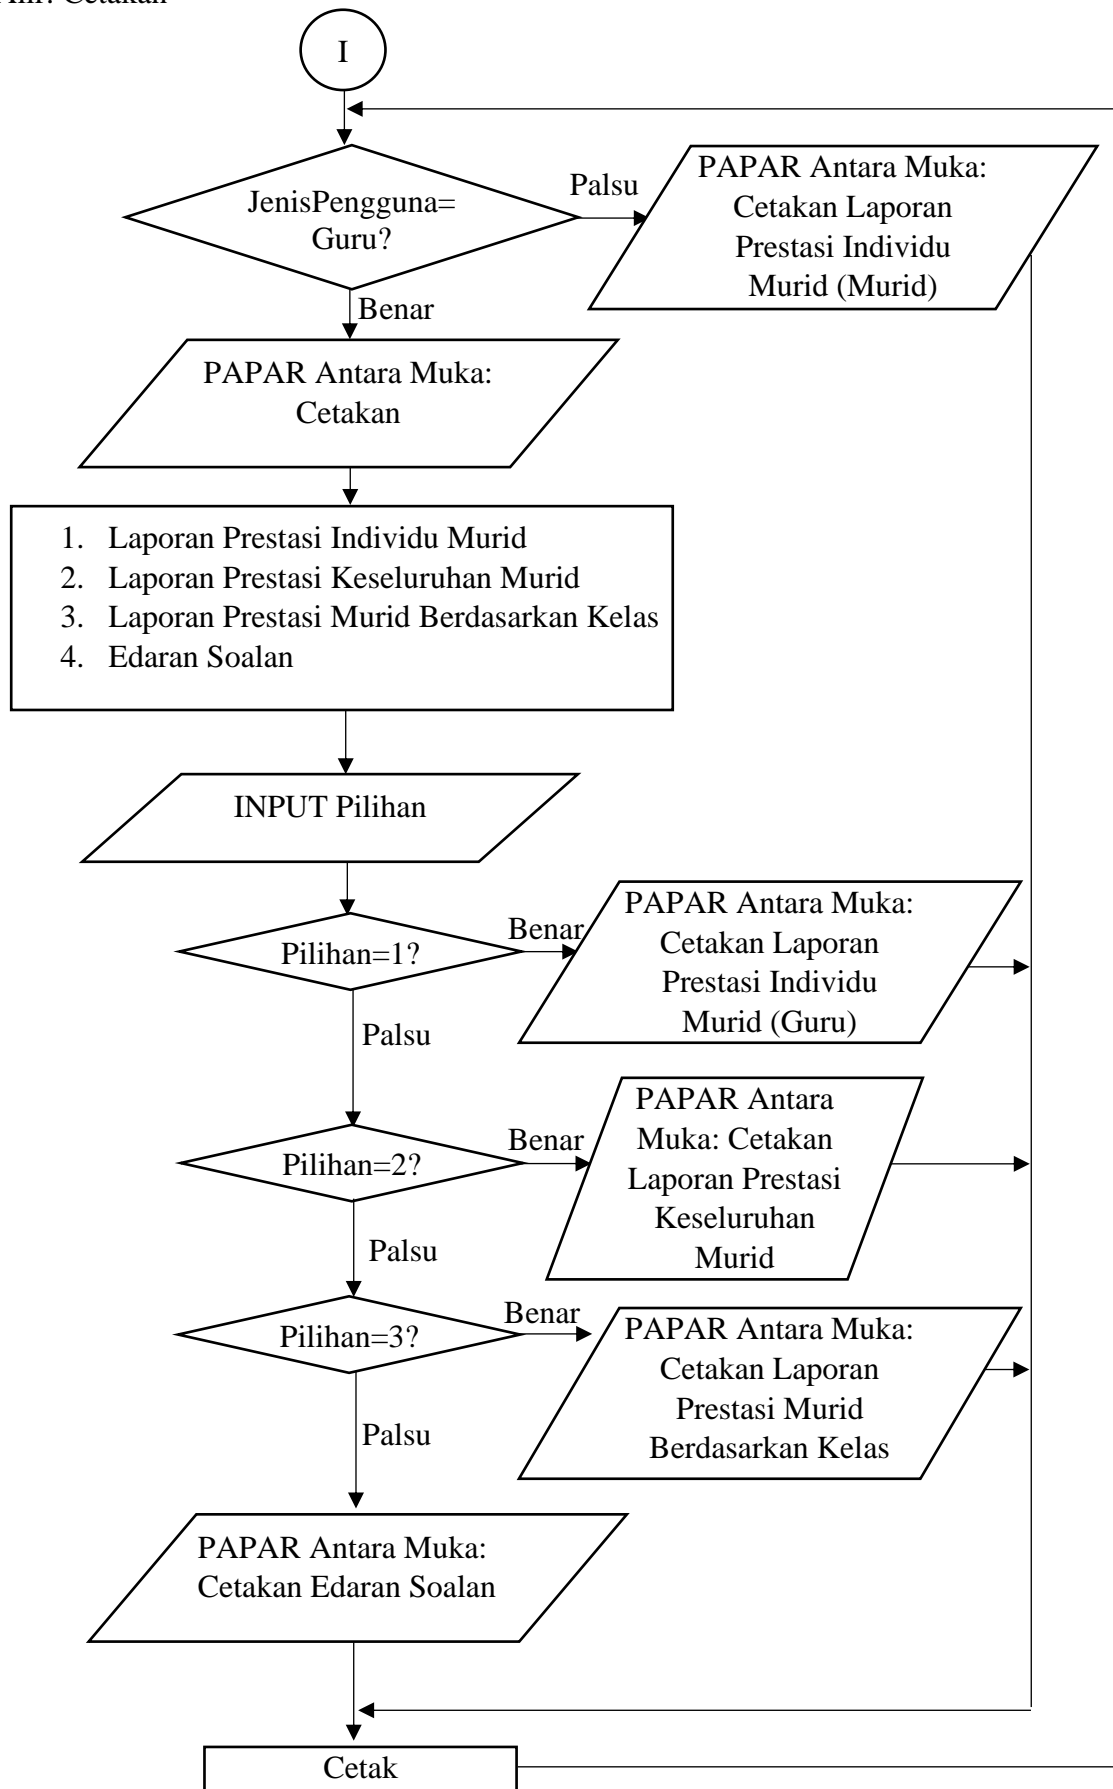 Cetakan
I
JenisPengguna=
Guru?
Palsu
PAPAR Antara Muka:
Cetakan Laporan
Prestasi Individu
Murid (Murid)
Benar
PAPAR Antara Muka:
Cetakan
1. Laporan Prestasi Individu Murid
2. Laporan Prestasi Keseluruhan Murid
3. Laporan Prestasi Murid Berdasarkan Kelas
4. Edaran Soalan
INPUT Pilihan
Pilihan=1?
Benar
PAPAR Antara Muka:
Cetakan Laporan
Prestasi Individu
Murid (Guru)
Palsu
Pilihan=2?
Benar
PAPAR Antara
Muka: Cetakan
Laporan Prestasi
Keseluruhan
Murid
Palsu
Pilihan=3?
Benar
PAPAR Antara Muka:
Cetakan Laporan
Prestasi Murid
Berdasarkan Kelas
Palsu
PAPAR Antara Muka:
Cetakan Edaran Soalan
Cetak